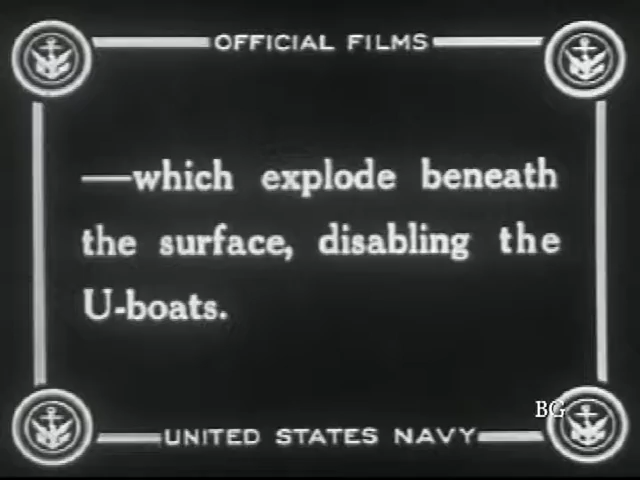 OFFICIAL FILMS
—which explode beneath
the surface, disabling the
U-boats.
BG
UNITED STATES NAVY